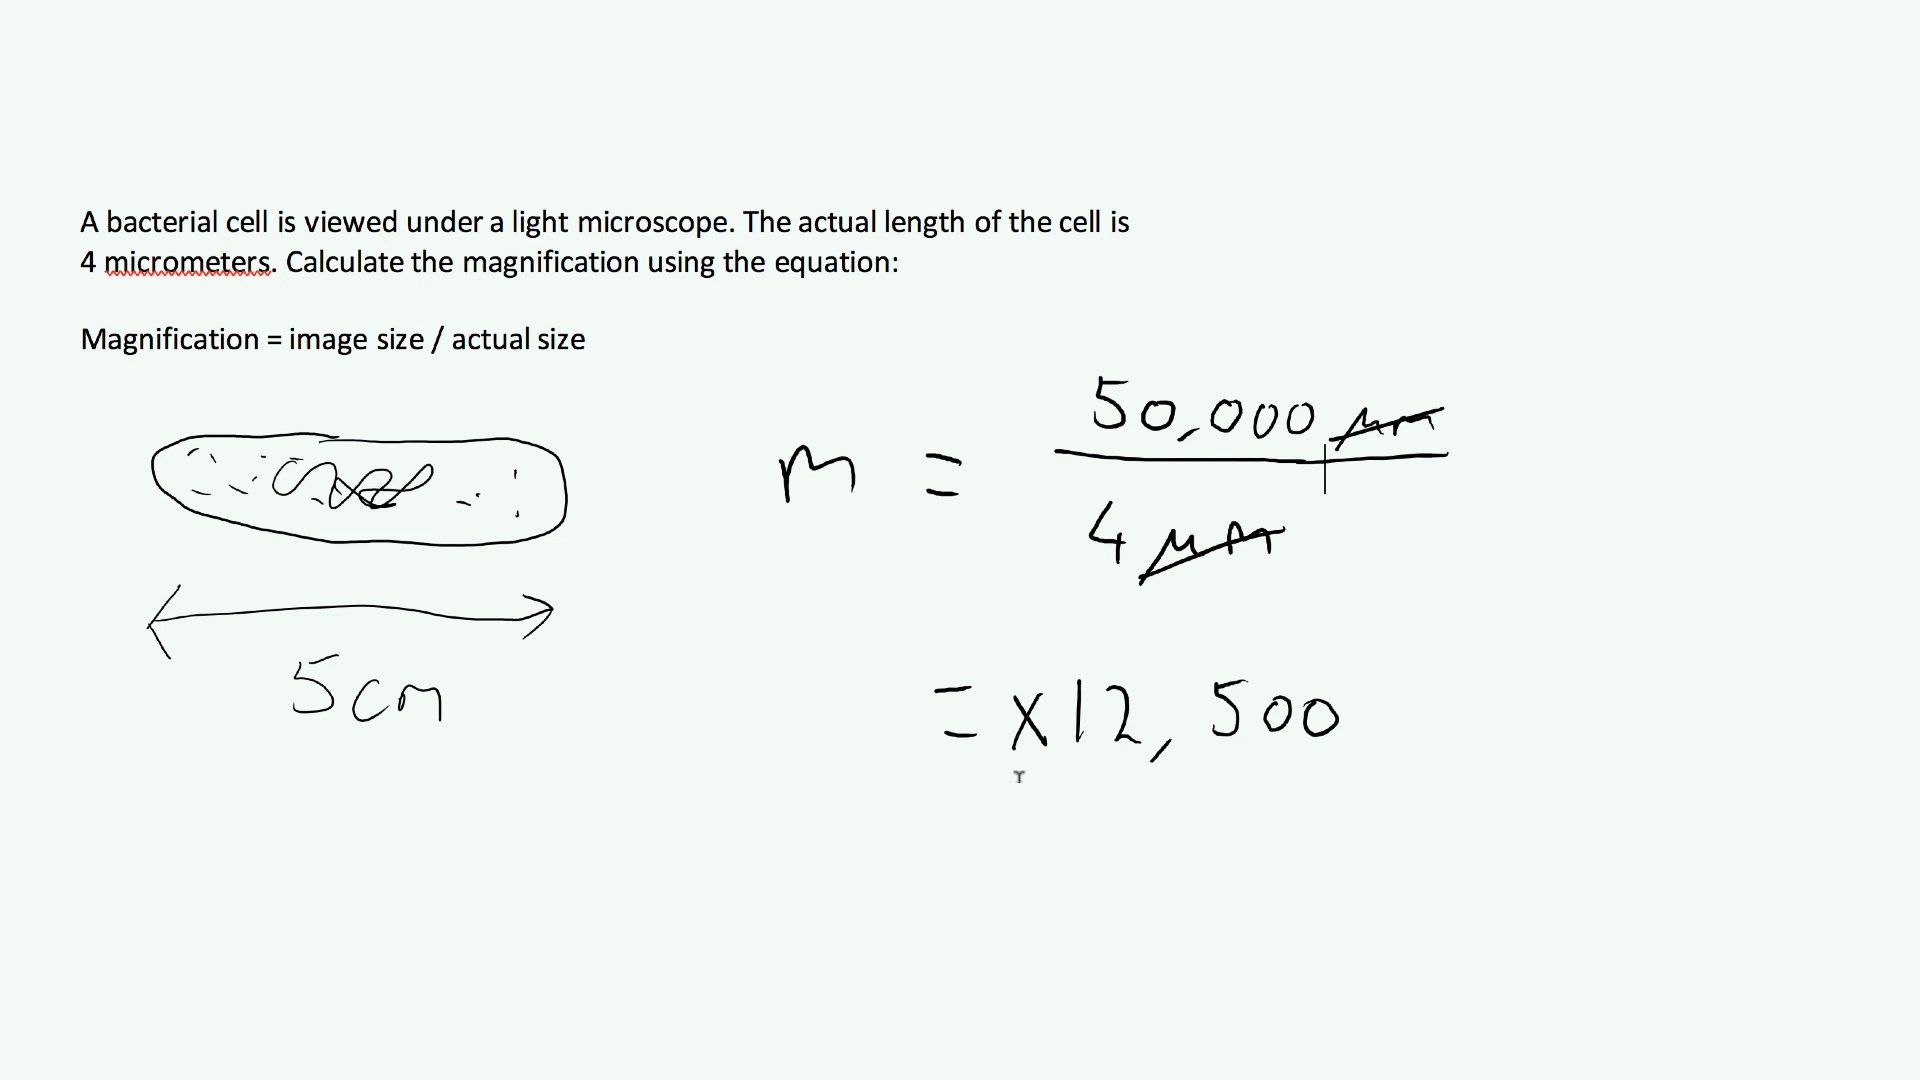 A bacterial cell is viewed under a light microscope. The actual length of the cell is
4 micrometers. Calculate the magnification using the equation:
Magnification = image size / actual size
5cm
m = 50,000 μm
4 μm
= x12,500